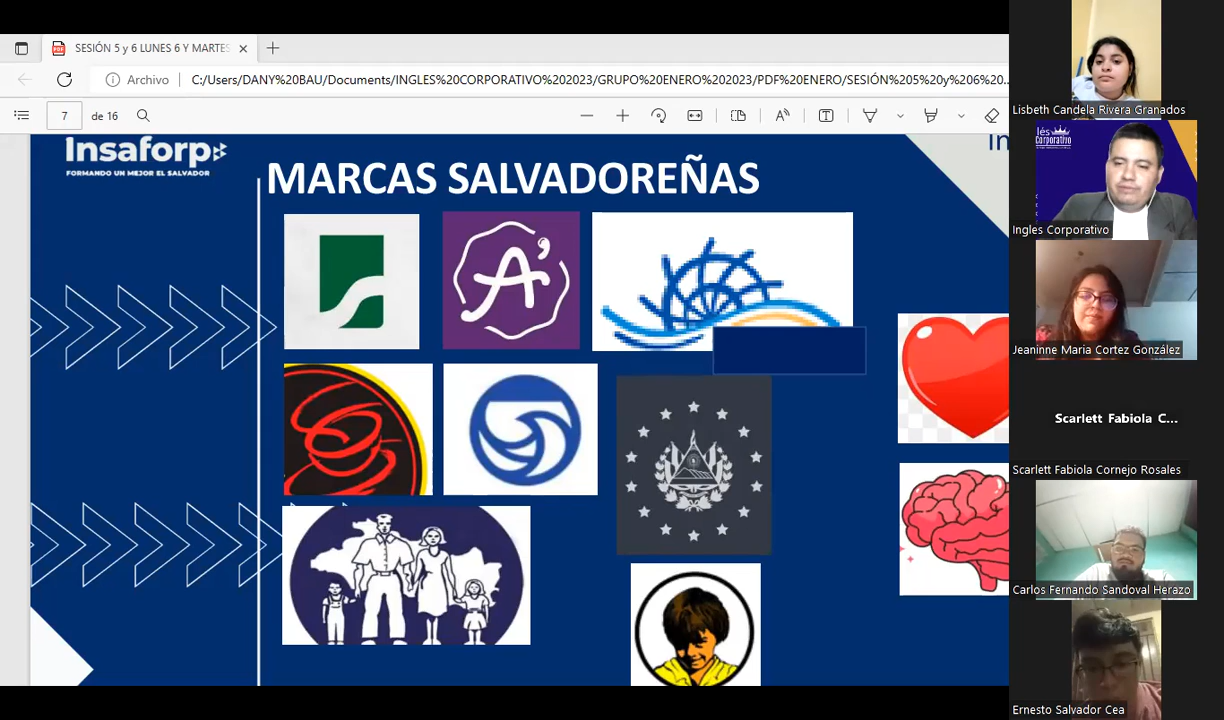 SESIÓN 5 y 6 LUNES 6 Y MARTES
Archivo
C:/Users/DANY%20BAU/Documents/INGLES%20CORPORATIVO%202023/GRUPO%20ENERO%202023/PDF%20ENERO/SESIÓN%205%20y%206%20...
7
de 16
Insaforp
FORMANDO UN MEJOR EL SALVADOR
In
MARCAS SALVADOREÑAS
A'
Lisbeth Candela Rivera Granados
lés
Corporativo
Ingles Corporativo
Jeaninne Maria Cortez González
Scarlett Fabiola C...
Scarlett Fabiola Cornejo Rosales
Carlos Fernando Sandoval Herazo
Ernesto Salvador Cea